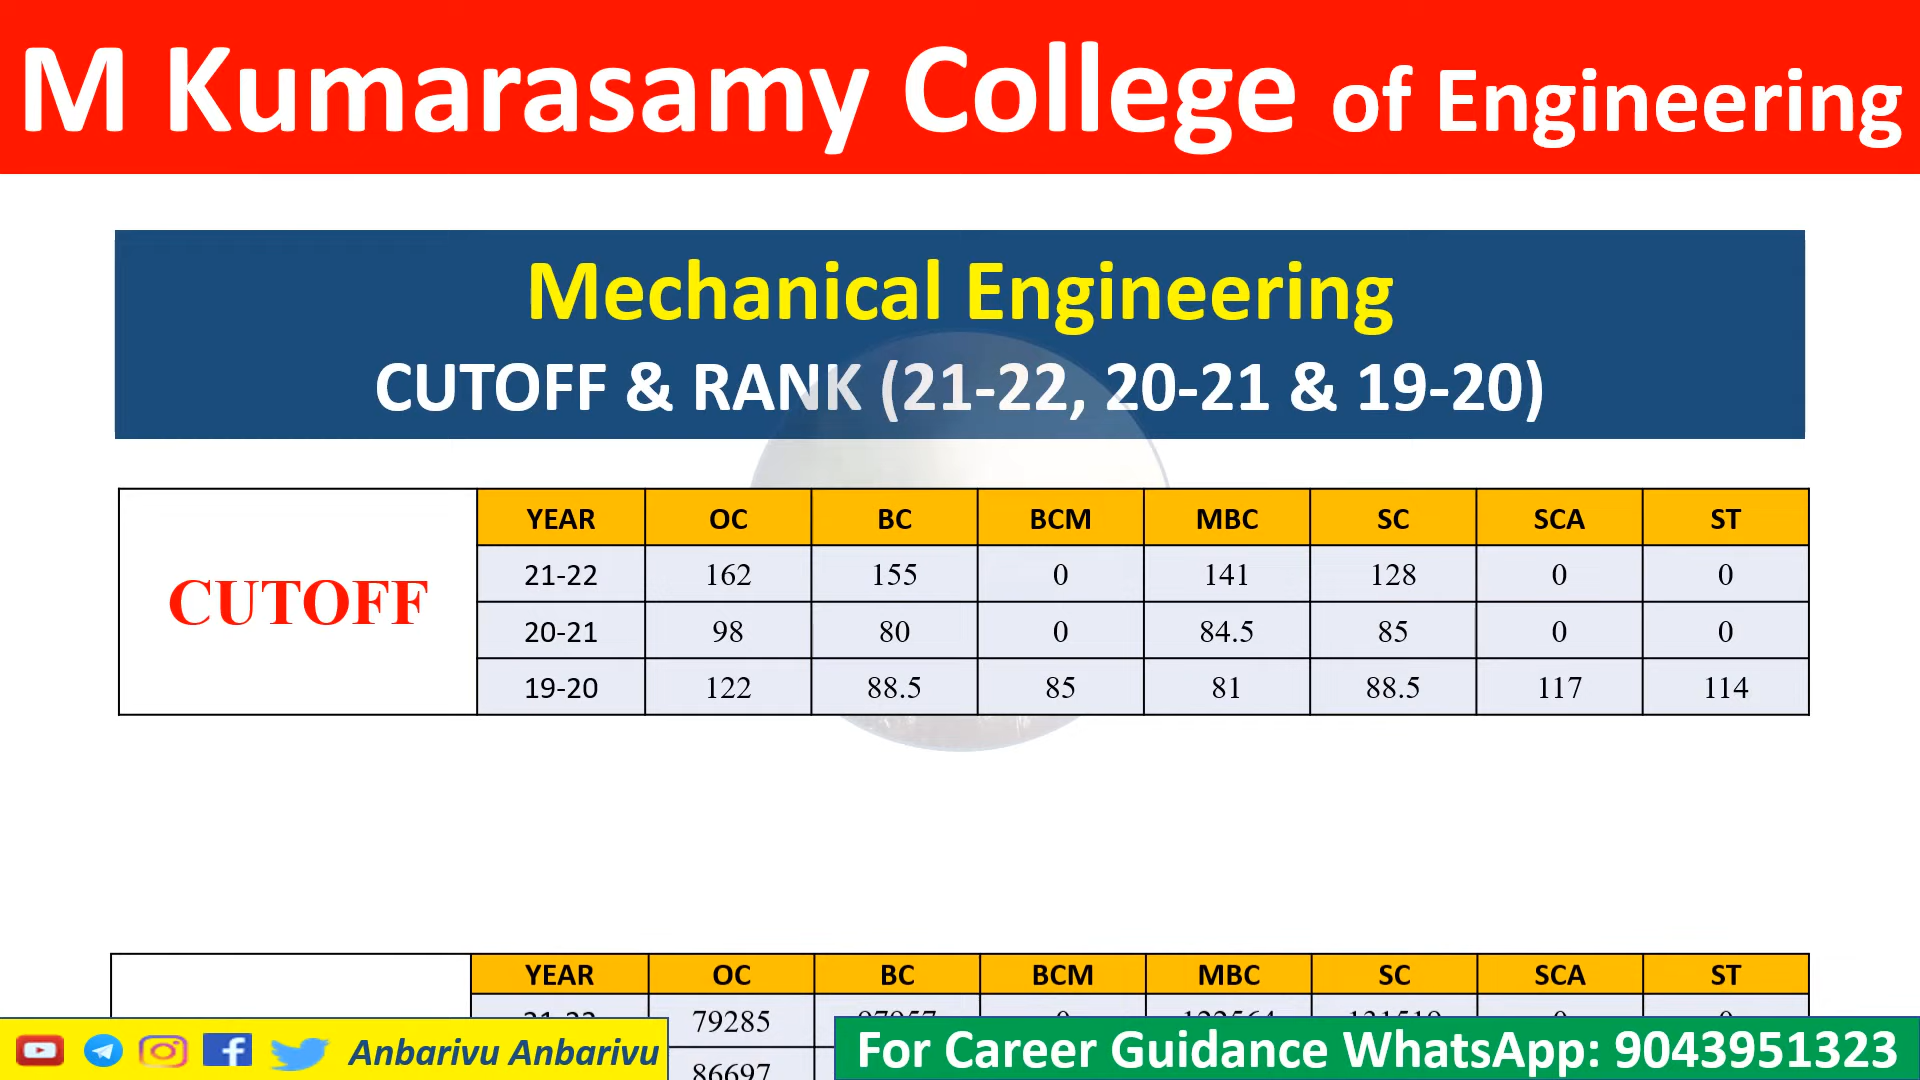 M Kumarasamy College of Engineering
Mechanical Engineering
CUTOFF & RANK (21-22, 20-21 & 19-20)
CUTOFF
YEAR OC BC BCM MBC SC SCA ST
21-22 162 155 0 141 128 0 0
20-21 98 80 0 84.5 85 0 0
19-20 122 88.5 85 81 88.5 117 114
YEAR OC BC BCM MBC SC SCA ST
79285
86697
Anbarivu Anbarivu
For Career Guidance WhatsApp: 9043951323